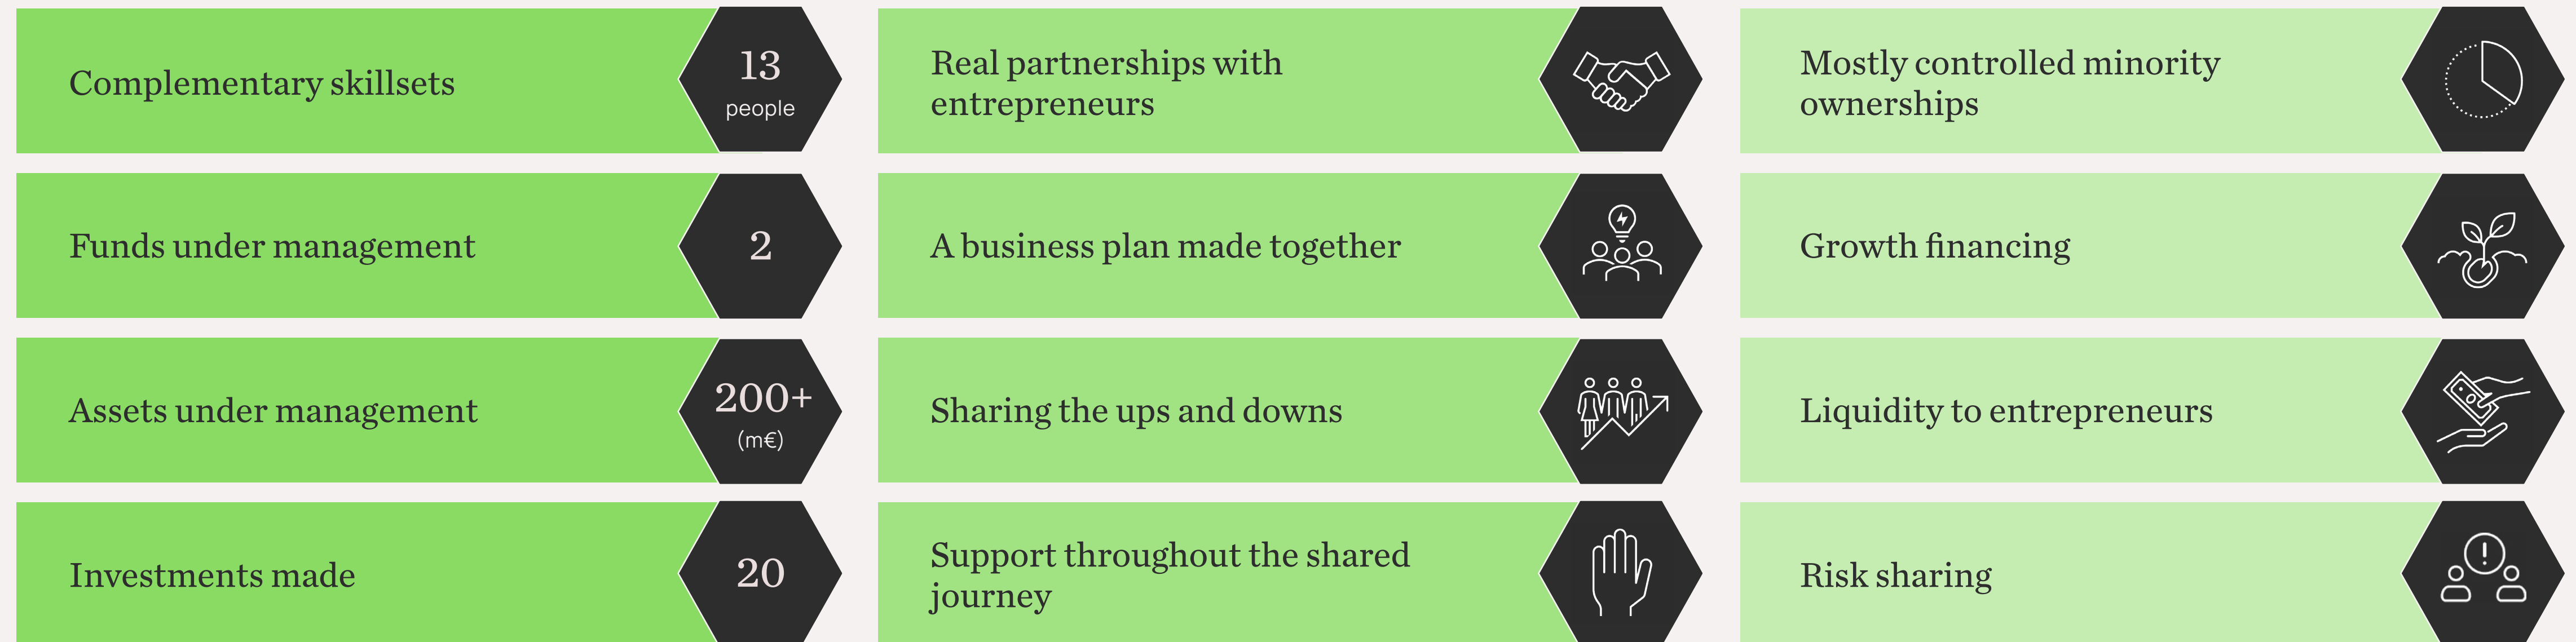 Complementary skillsets
13
people
Funds under management
2
Assets under management
200+
(m€)
Investments made
20
Real partnerships with
entrepreneurs
A business plan made together
Sharing the ups and downs
Support throughout the shared
journey
Mostly controlled minority
ownerships
Growth financing
Liquidity to entrepreneurs
Risk sharing